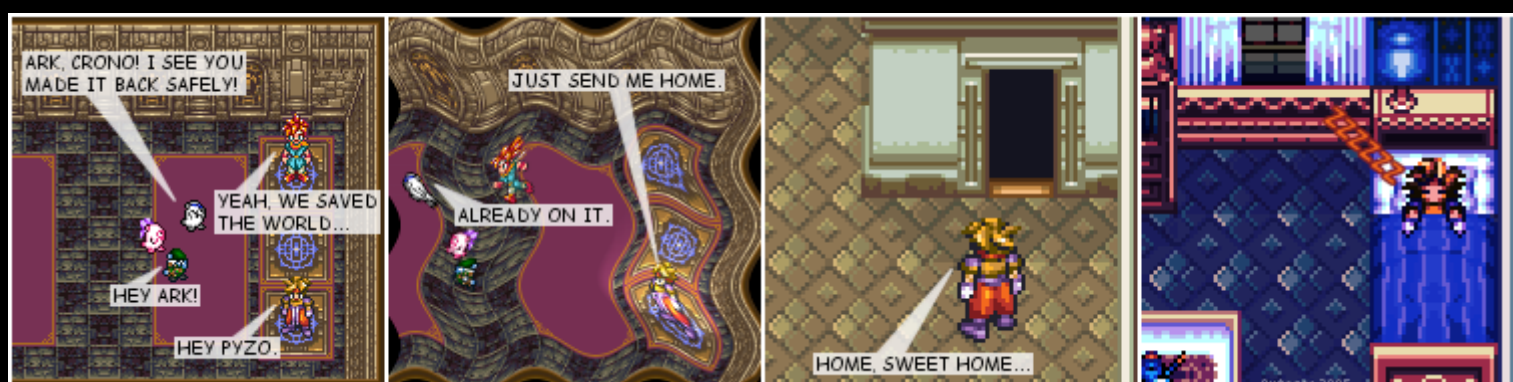 ARK, CRONO! I SEE YOU
MADE IT BACK SAFELY!
YEAH, WE SAVED
THE WORLD...
HEY ARK!
HEY PYZO.
JUST SEND ME HOME.
ALREADY ON IT.
HOME, SWEET HOME...
ZZZZZ